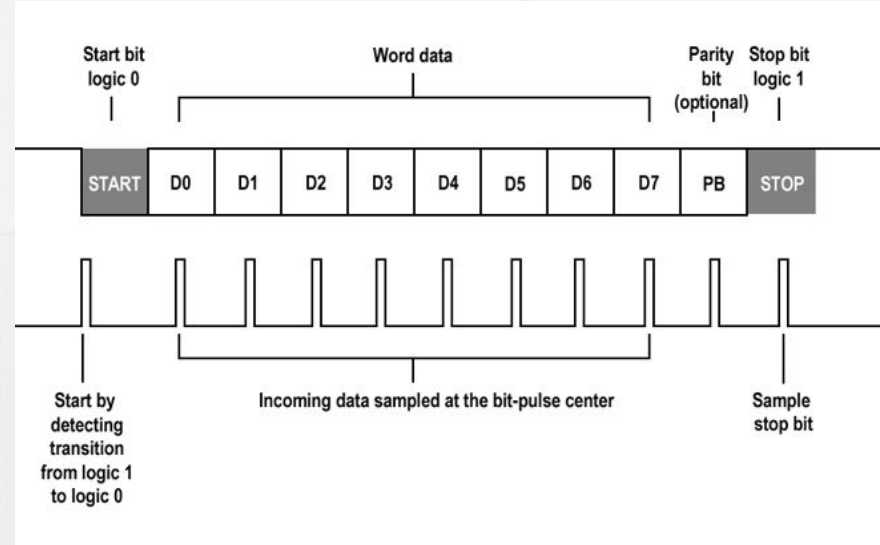 Start bit
logic 0
Word data
Parity
bit
(optional)
Stop bit
logic 1
START D0 D1 D2 D3 D4 D5 D6 D7 PB STOP
Start by
detecting
transition
from logic 1
to logic 0
Incoming data sampled at the bit-pulse center
Sample
stop bit